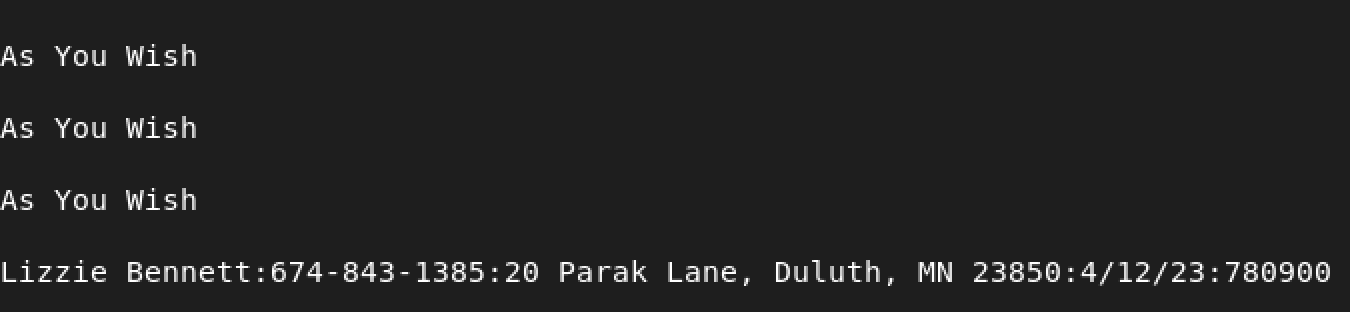 As You Wish
As You Wish
As You Wish
Lizzie Bennett:674-843-1385:20 Parak Lane, Duluth, MN 23850:4/12/23:780900